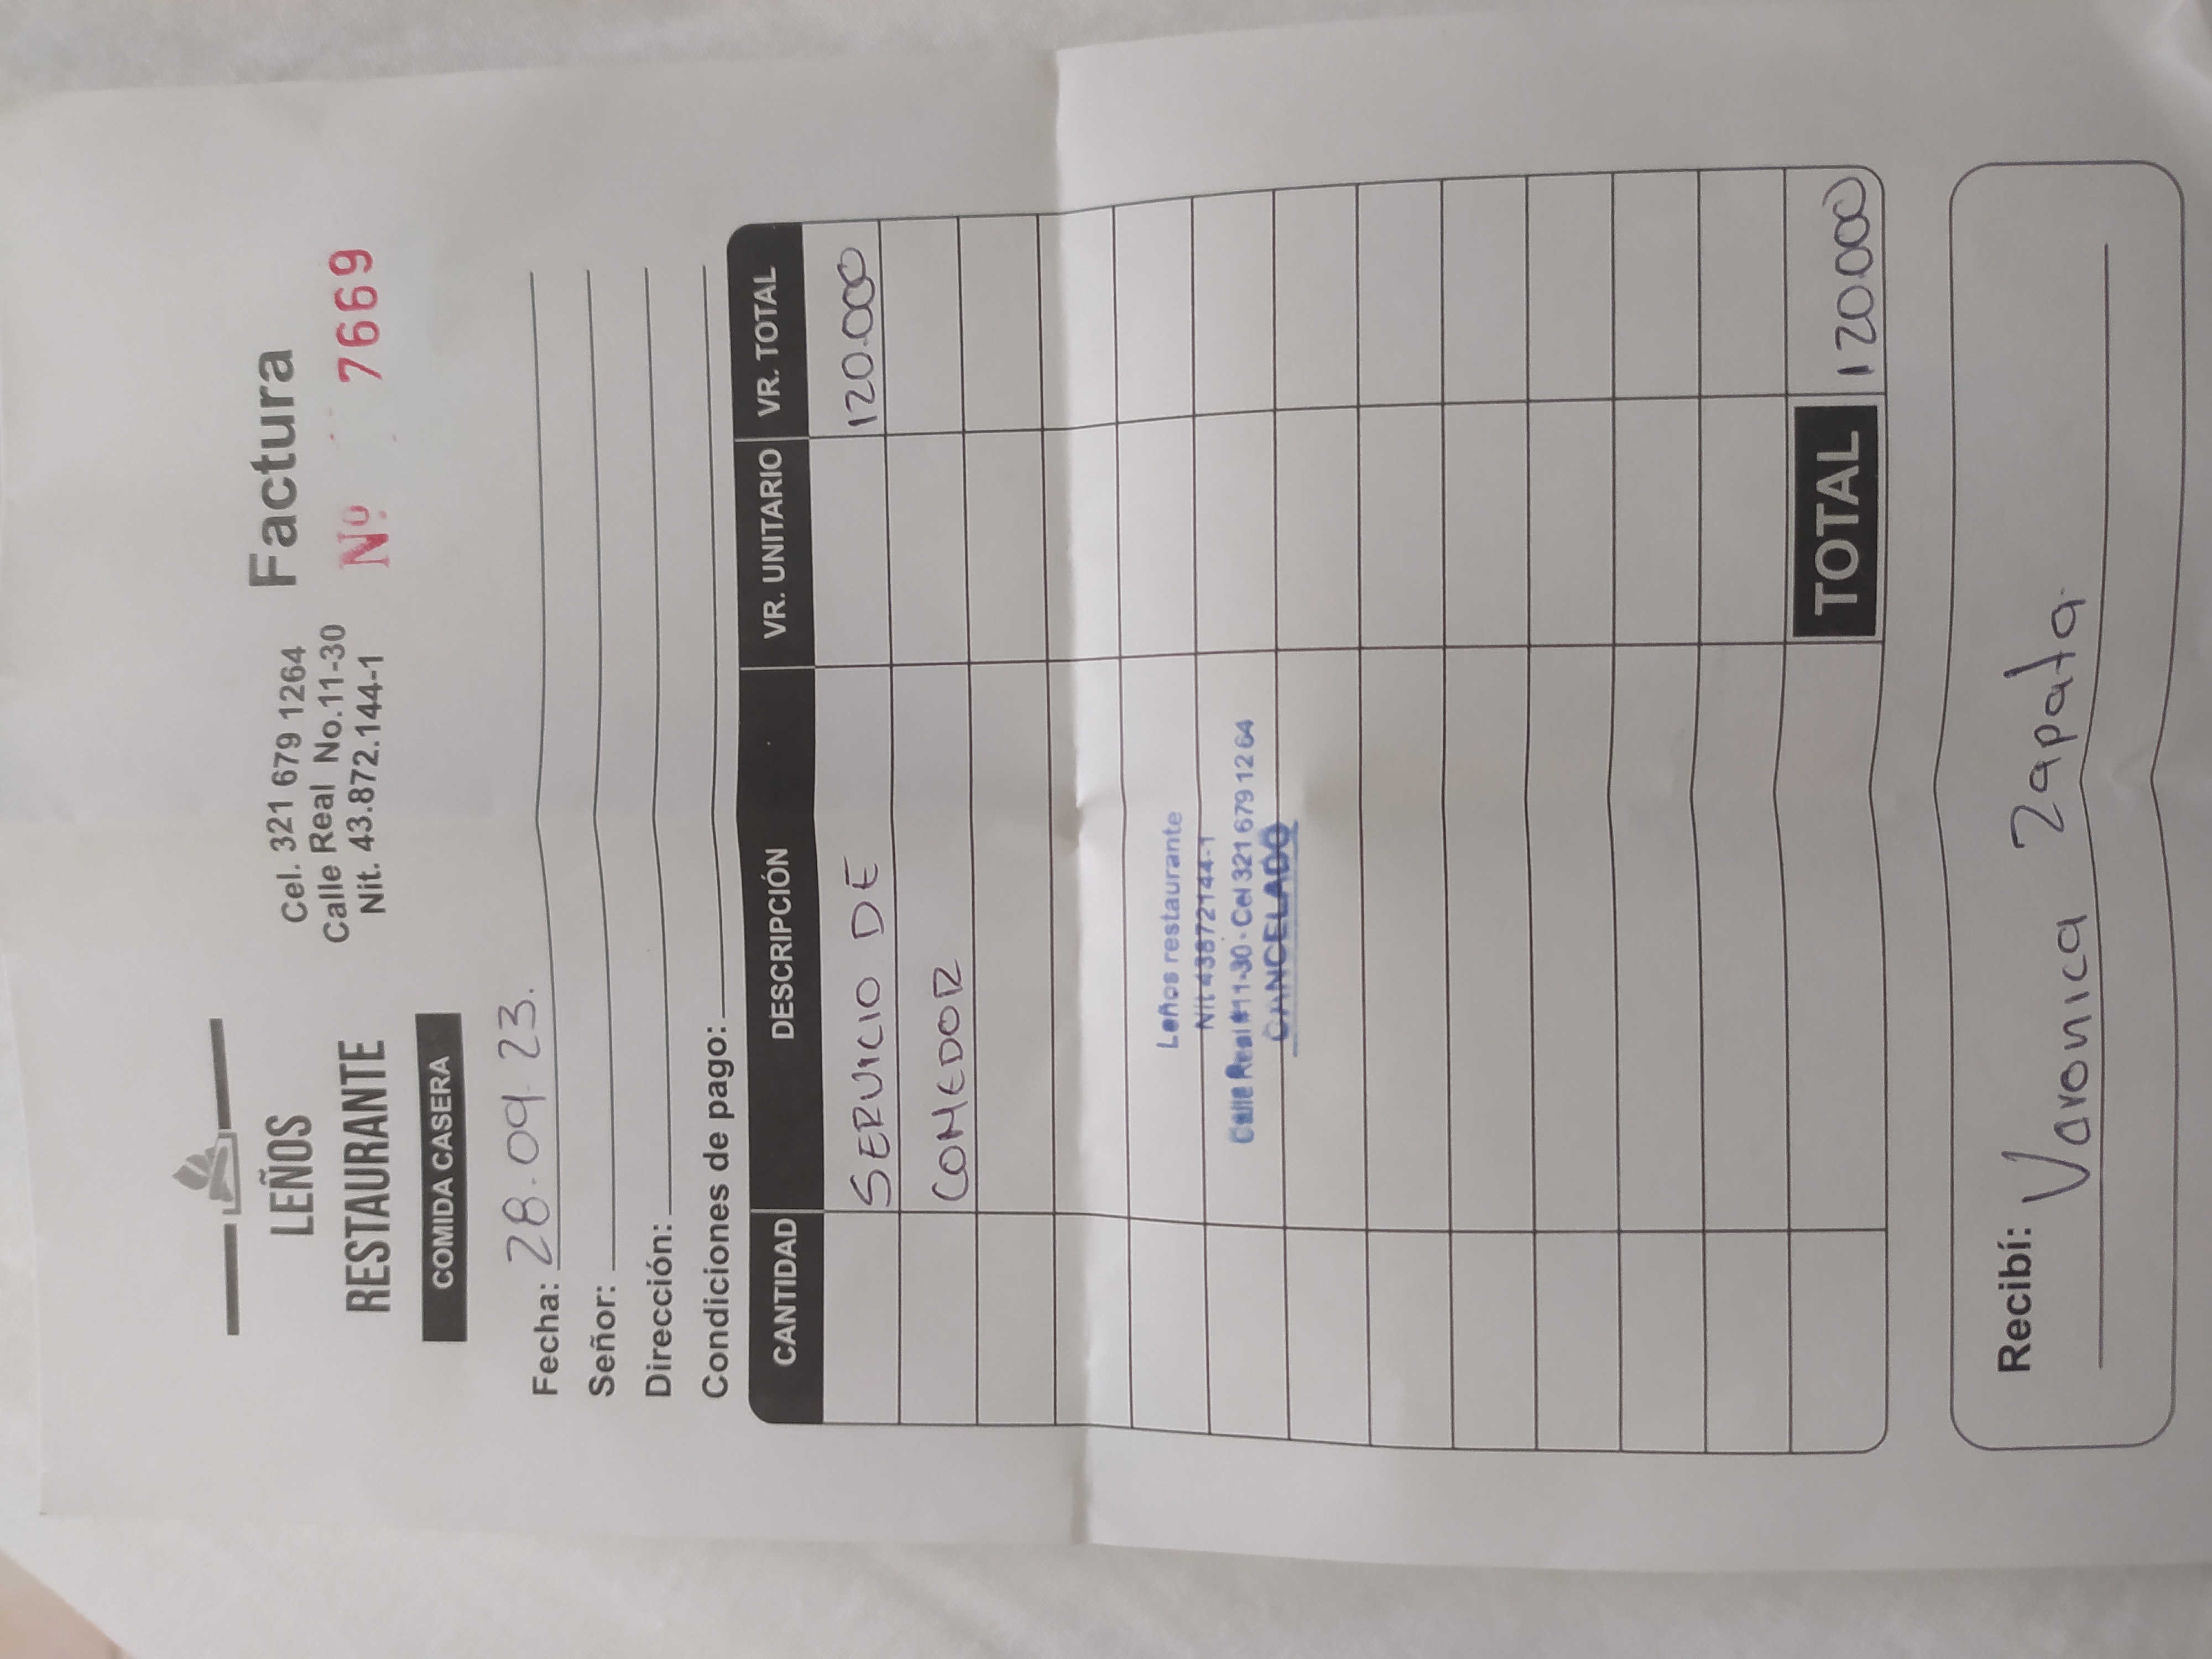 LEÑOS
RESTAURANTE
COMIDA CASERA
Cel. 321 679 1264
Calle Real No.11-30
Nit. 43.872.144-1
Factura
Nº 7669
Fecha: 28.09.23.
Señor:
Dirección:
Condiciones de pago:
CANTIDAD DESCRIPCIÓN VR. UNITARIO VR. TOTAL
SERVICIO DE 120.000
COMEDOR
Leños restaurante
Nit 43872144-1
Calle Real #11-30 - Cel 321 679 12 64
CANCELADO
TOTAL 120.000
Recibí: Varonica Zapata.